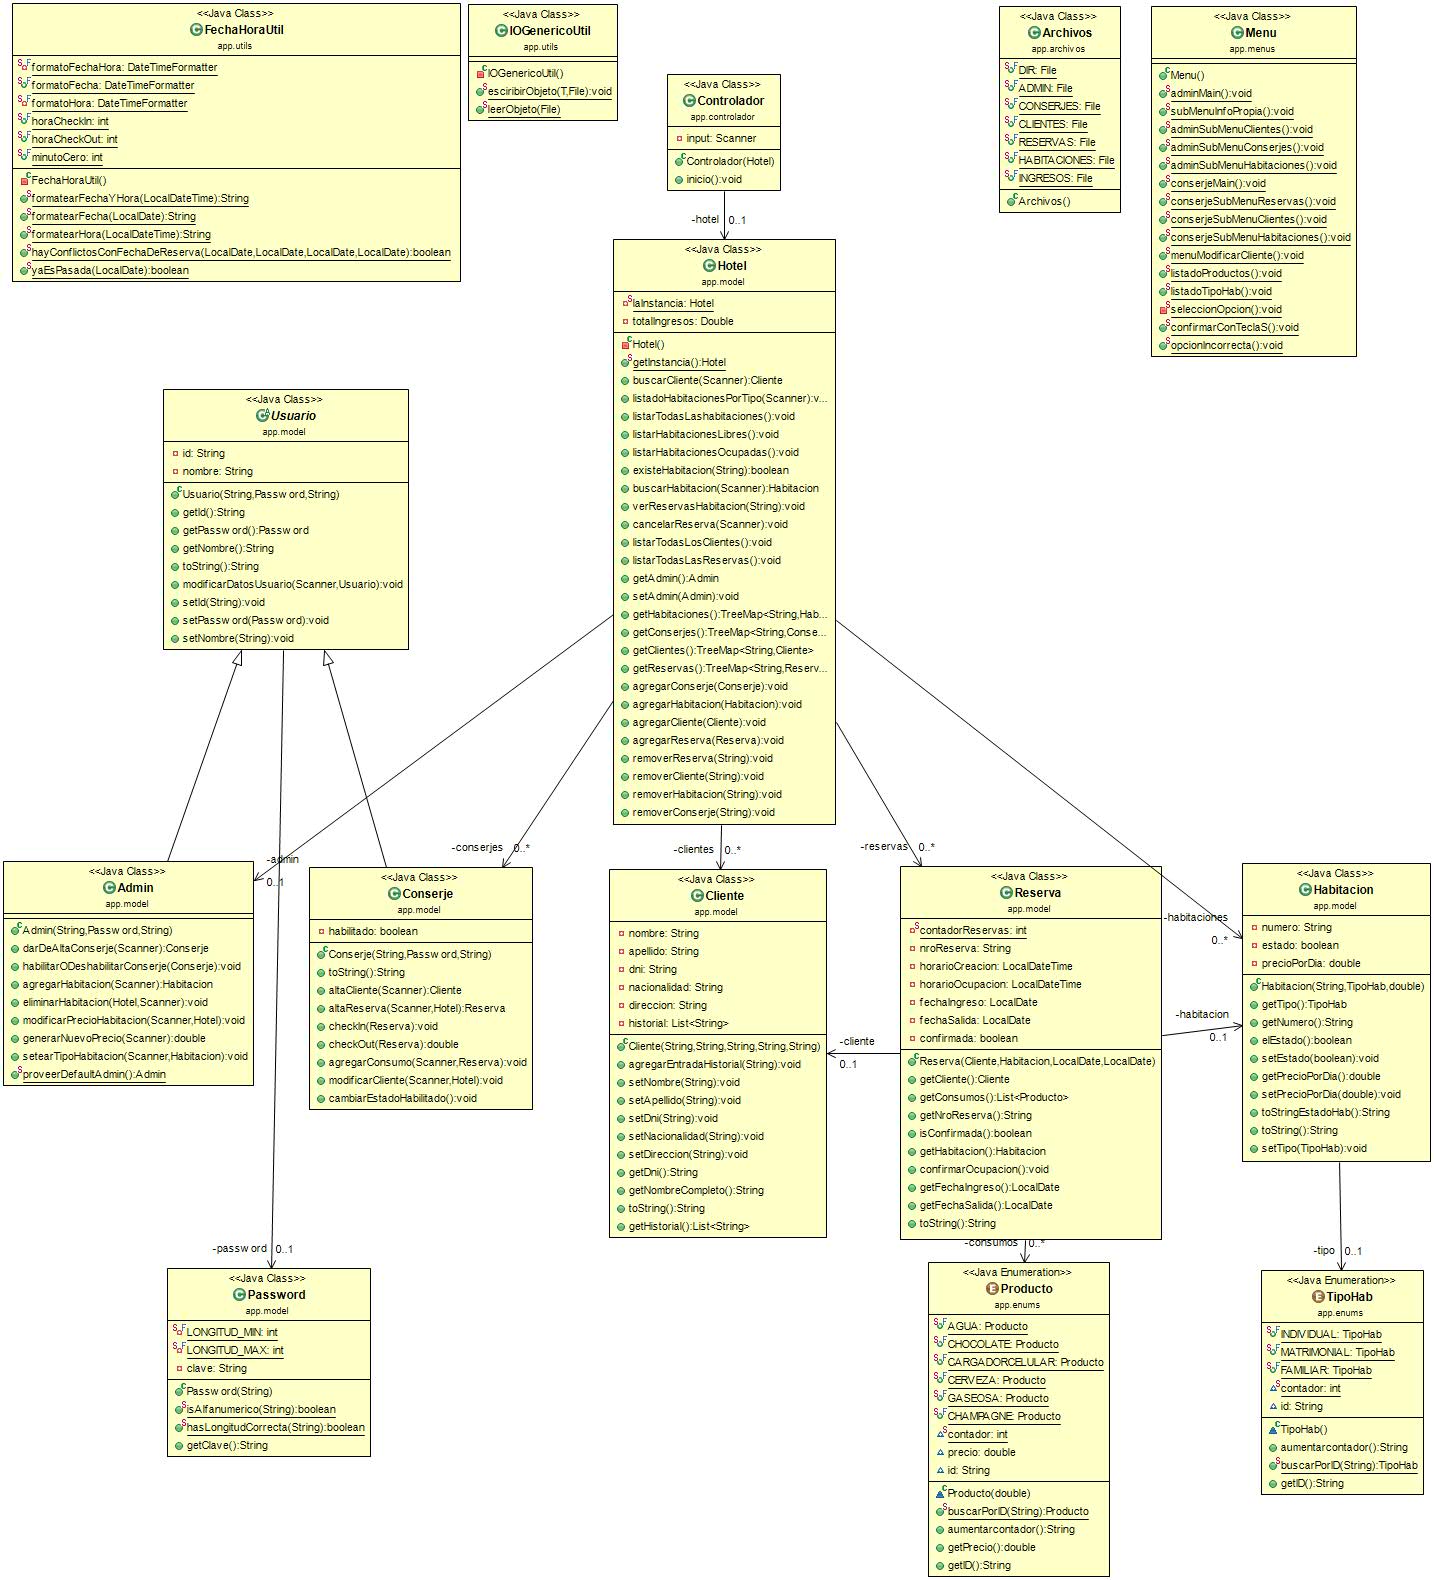 <<Java Class>>
FechaHoraUtil
app.utils
formatoFechaHora: DateTimeFormatter
formatoFecha: DateTimeFormatter
formatoHora: DateTimeFormatter
horaCheckIn: int
horaCheckOut: int
minutoCero: int
FechaHoraUtil()
formatearFechaYHora(LocalDateTime):String
formatearFecha(LocalDate):String
formatearHora(LocalDateTime):String
hayConflictosConFechaDeReserva(LocalDate,LocalDate,LocalDate,LocalDate):boolean
yaEsPasada(LocalDate):boolean
<<Java Class>>
IOGenericoUtil
app.utils
IOGenericoUtil()
esciribirObjeto(T,File):void
leerObjeto(File)
<<Java Class>>
Controlador
app.controlador
input: Scanner
Controlador(Hotel)
inicio():void
<<Java Class>>
Archivos
app.archivos
DIR: File
ADMIN: File
CONSERJES: File
CLIENTES: File
RESERVAS: File
HABITACIONES: File
INGRESOS: File
Archivos()
<<Java Class>>
Menu
app.menus
Menu()
adminMain():void
subMenuInfoPropia():void
adminSubMenuClientes():void
adminSubMenuConserjes():void
adminSubMenuHabitaciones():void
conserjeMain():void
conserjeSubMenuReservas():void
conserjeSubMenuClientes():void
conserjeSubMenuHabitaciones():void
menuModificarCliente():void
listadoProductos():void
listadoTipoHab():void
seleccionOpcion():void
confirmarConTeclaS():void
opcionIncorrecta():void
-hotel 0..1
<<Java Class>>
Hotel
app.model
laInstancia: Hotel
totalIngresos: Double
Hotel()
getInstancia():Hotel
buscarCliente(Scanner):Cliente
listadoHabitacionesPorTipo(Scanner):v...
listarTodasLashabitaciones():void
listarHabitacionesLibres():void
listarHabitacionesOcupadas():void
existeHabitacion(String):boolean
buscarHabitacion(Scanner):Habitacion
verReservasHabitacion(String):void
cancelarReserva(Scanner):void
listarTodasLosClientes():void
listarTodasLasReservas():void
getAdmin():Admin
setAdmin(Admin):void
getHabitaciones():TreeMap<String,Hab...
getConserjes():TreeMap<String,Conse...
getClientes():TreeMap<String,Cliente>
getReservas():TreeMap<String,Reserv...
agregarConserje(Conserje):void
agregarHabitacion(Habitacion):void
agregarCliente(Cliente):void
agregarReserva(Reserva):void
removerReserva(String):void
removerCliente(String):void
removerHabitacion(String):void
removerConserje(String):void
<<Java Class>>
Usuario
app.model
id: String
nombre: String
Usuario(String,Password,String)
getId():String
getPassword():Password
getNombre():String
toString():String
modificarDatosUsuario(Scanner,Usuario):void
setId(String):void
setPassword(Password):void
setNombre(String):void
-admin
0..1
-conserjes 0..*
-clientes 0..*
-reservas 0..*
-habitaciones
0..*
<<Java Class>>
Admin
app.model
Admin(String,Password,String)
darDeAltaConserje(Scanner):Conserje
habilitarODeshabilitarConserje(Conserje):void
agregarHabitacion(Scanner):Habitacion
eliminarHabitacion(Hotel,Scanner):void
modificarPrecioHabitacion(Scanner,Hotel):void
generarNuevoPrecio(Scanner):double
setearTipoHabitacion(Scanner,Habitacion):void
proveerDefaultAdmin():Admin
<<Java Class>>
Conserje
app.model
habilitado: boolean
Conserje(String,Password,String)
toString():String
altaCliente(Scanner):Cliente
altaReserva(Scanner,Hotel):Reserva
checkIn(Reserva):void
checkOut(Reserva):double
agregarConsumo(Scanner,Reserva):void
modificarCliente(Scanner,Hotel):void
cambiarEstadoHabilitado():void
<<Java Class>>
Cliente
app.model
nombre: String
apellido: String
dni: String
nacionalidad: String
direccion: String
historial: List<String>
Cliente(String,String,String,String,String)
agregarEntradaHistorial(String):void
setNombre(String):void
setApellido(String):void
setDni(String):void
setNacionalidad(String):void
setDireccion(String):void
getDni():String
getNombreCompleto():String
toString():String
getHistorial():List<String>
-cliente
0..1
<<Java Class>>
Reserva
app.model
contadorReservas: int
nroReserva: String
horarioCreacion: LocalDateTime
horarioOcupacion: LocalDateTime
fechaIngreso: LocalDate
fechaSalida: LocalDate
confirmada: boolean
Reserva(Cliente,Habitacion,LocalDate,LocalDate)
getCliente():Cliente
getConsumos():List<Producto>
getNroReserva():String
isConfirmada():boolean
getHabitacion():Habitacion
confirmarOcupacion():void
getFechaIngreso():LocalDate
getFechaSalida():LocalDate
toString():String
-habitacion
0..1
<<Java Class>>
Habitacion
app.model
numero: String
estado: boolean
precioPorDia: double
Habitacion(String,TipoHab,double)
getTipo():TipoHab
getNumero():String
elEstado():boolean
setEstado(boolean):void
getPrecioPorDia():double
setPrecioPorDia(double):void
toStringEstadoHab():String
toString():String
setTipo(TipoHab):void
-password 0..1
<<Java Class>>
Password
app.model
LONGITUD_MIN: int
LONGITUD_MAX: int
clave: String
Password(String)
isAlfanumerico(String):boolean
hasLongitudCorrecta(String):boolean
getClave():String
-consumos 0..*
<<Java Enumeration>>
Producto
app.enums
AGUA: Producto
CHOCOLATE: Producto
CARGADORCELULAR: Producto
CERVEZA: Producto
GASEOSA: Producto
CHAMPAGNE: Producto
contador: int
precio: double
id: String
Producto(double)
buscarPorID(String):Producto
aumentarcontador():String
getPrecio():double
getID():String
-tipo 0..1
<<Java Enumeration>>
TipoHab
app.enums
INDIVIDUAL: TipoHab
MATRIMONIAL: TipoHab
FAMILIAR: TipoHab
contador: int
id: String
TipoHab()
aumentarcontador():String
buscarPorID(String):TipoHab
getID():String